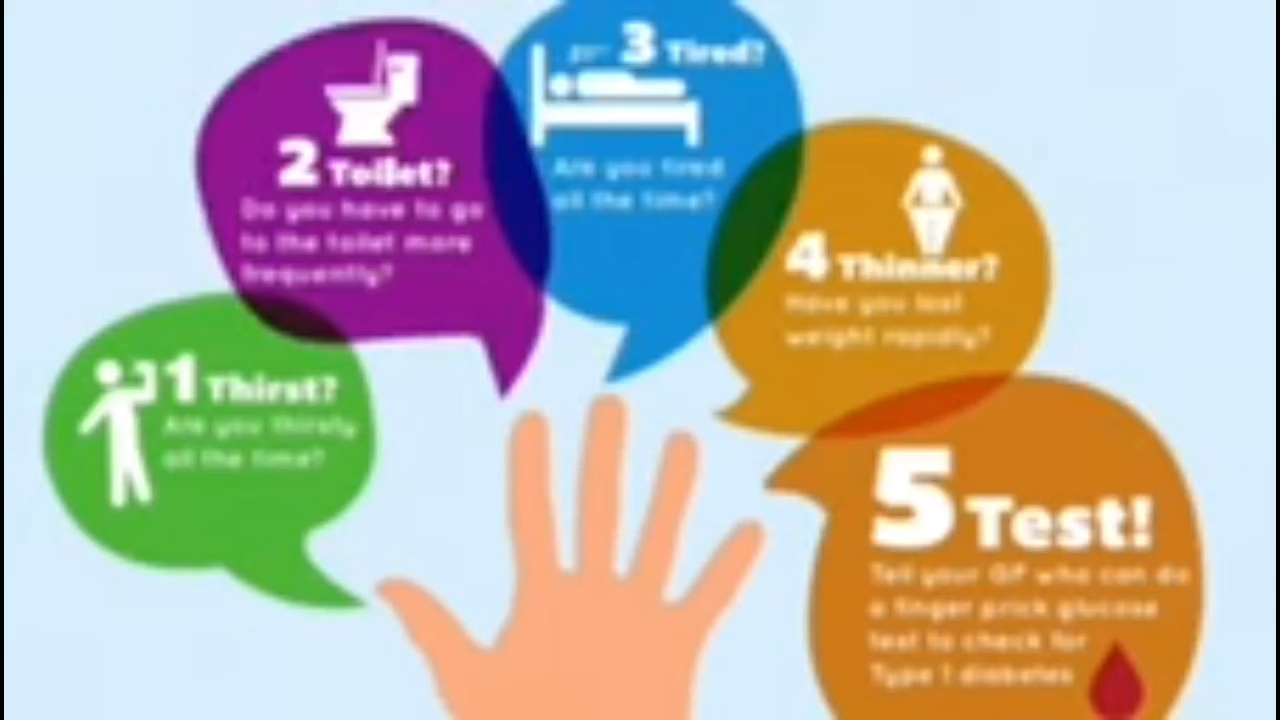 1 Thirst?
Are you thirsty
all the time?
2 Toilet?
Do you have to go
to the toilet more
frequently?
3 Tired?
Are you tired
all the time?
4 Thinner?
Have you lost
weight rapidly?
5 Test!
Tell your GP who can do
a finger prick glucose
test to check for
Type 1 diabetes